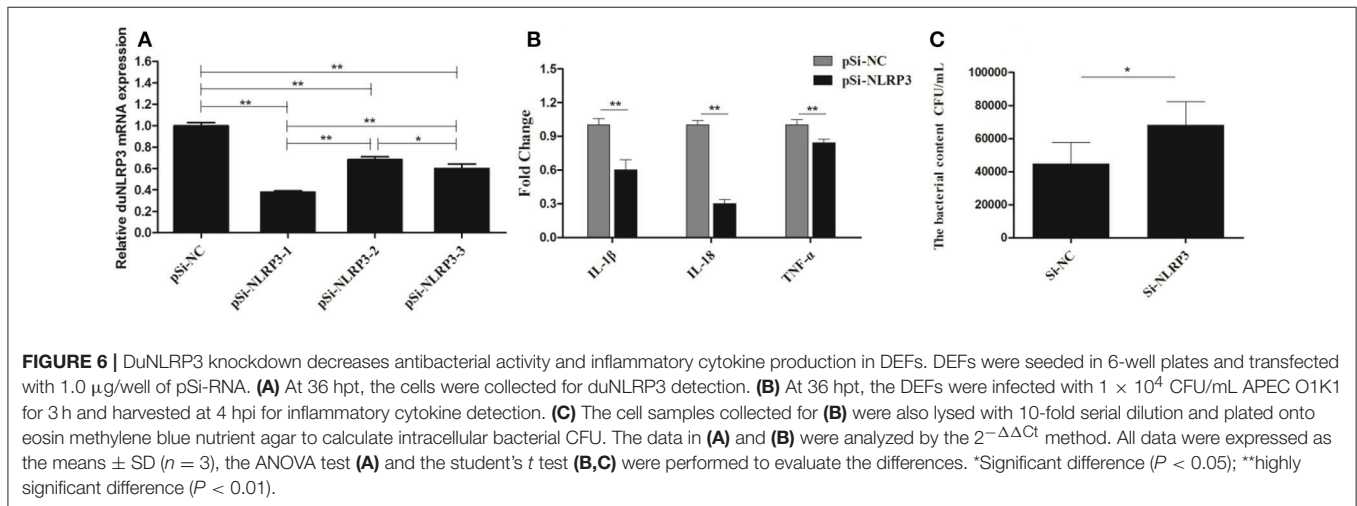 A
Relative duNLRP3 mRNA expression
1.6
1.4
1.2
1.0
0.8
0.6
0.4
0.2
0.0
**
**
**
**
**
*
pSi-NC
pSi-NLRP3-1
pSi-NLRP3-2
pSi-NLRP3-3
B
pSi-NC
pSi-NLRP3
Fold Change
1.5
1.2
0.9
0.6
0.3
0.0
**
**
**
IL-1β
IL-18
TNF-α
C
The bacterial content CFU/mL
100000
80000
60000
40000
20000
0
*
Si-NC
Si-NLRP3
FIGURE 6 | DuNLRP3 knockdown decreases antibacterial activity and inflammatory cytokine production in DEFs. DEFs were seeded in 6-well plates and transfected
with 1.0 μg/well of pSi-RNA. (A) At 36 hpt, the cells were collected for duNLRP3 detection. (B) At 36 hpt, the DEFs were infected with 1 × 10⁴ CFU/mL APEC O1K1
for 3 h and harvested at 4 hpi for inflammatory cytokine detection. (C) The cell samples collected for (B) were also lysed with 10-fold serial dilution and plated onto
eosin methylene blue nutrient agar to calculate intracellular bacterial CFU. The data in (A) and (B) were analyzed by the 2⁻ΔΔCt method. All data were expressed as
the means ± SD (n = 3), the ANOVA test (A) and the student's t test (B,C) were performed to evaluate the differences. *Significant difference (P < 0.05); **highly
significant difference (P < 0.01).